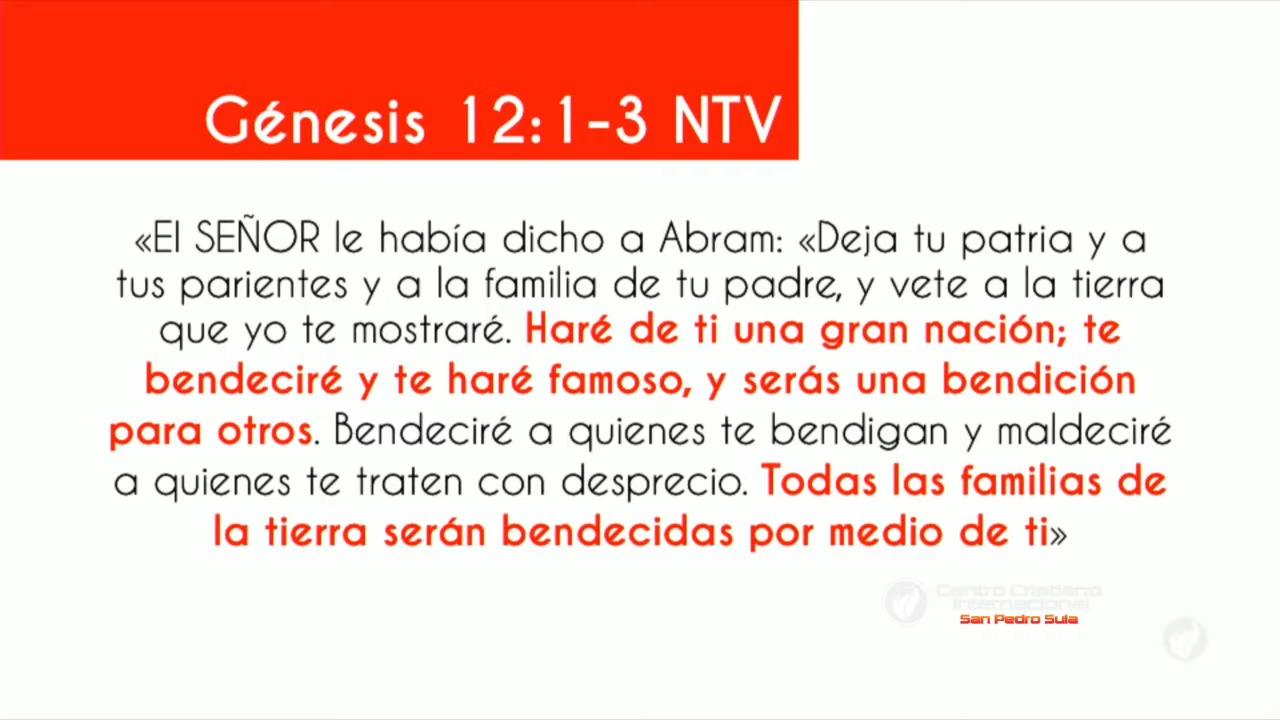 Génesis 12:1-3 NTV
«El SEÑOR le había dicho a Abram: «Deja tu patria y a
tus parientes y a la familia de tu padre, y vete a la tierra
que yo te mostraré. Haré de ti una gran nación; te
bendeciré y te haré famoso, y serás una bendición
para otros. Bendeciré a quienes te bendigan y maldeciré
a quienes te traten con desprecio. Todas las familias de
la tierra serán bendecidas por medio de ti»
Centro Cristiano
Internacional
San Pedro Sula